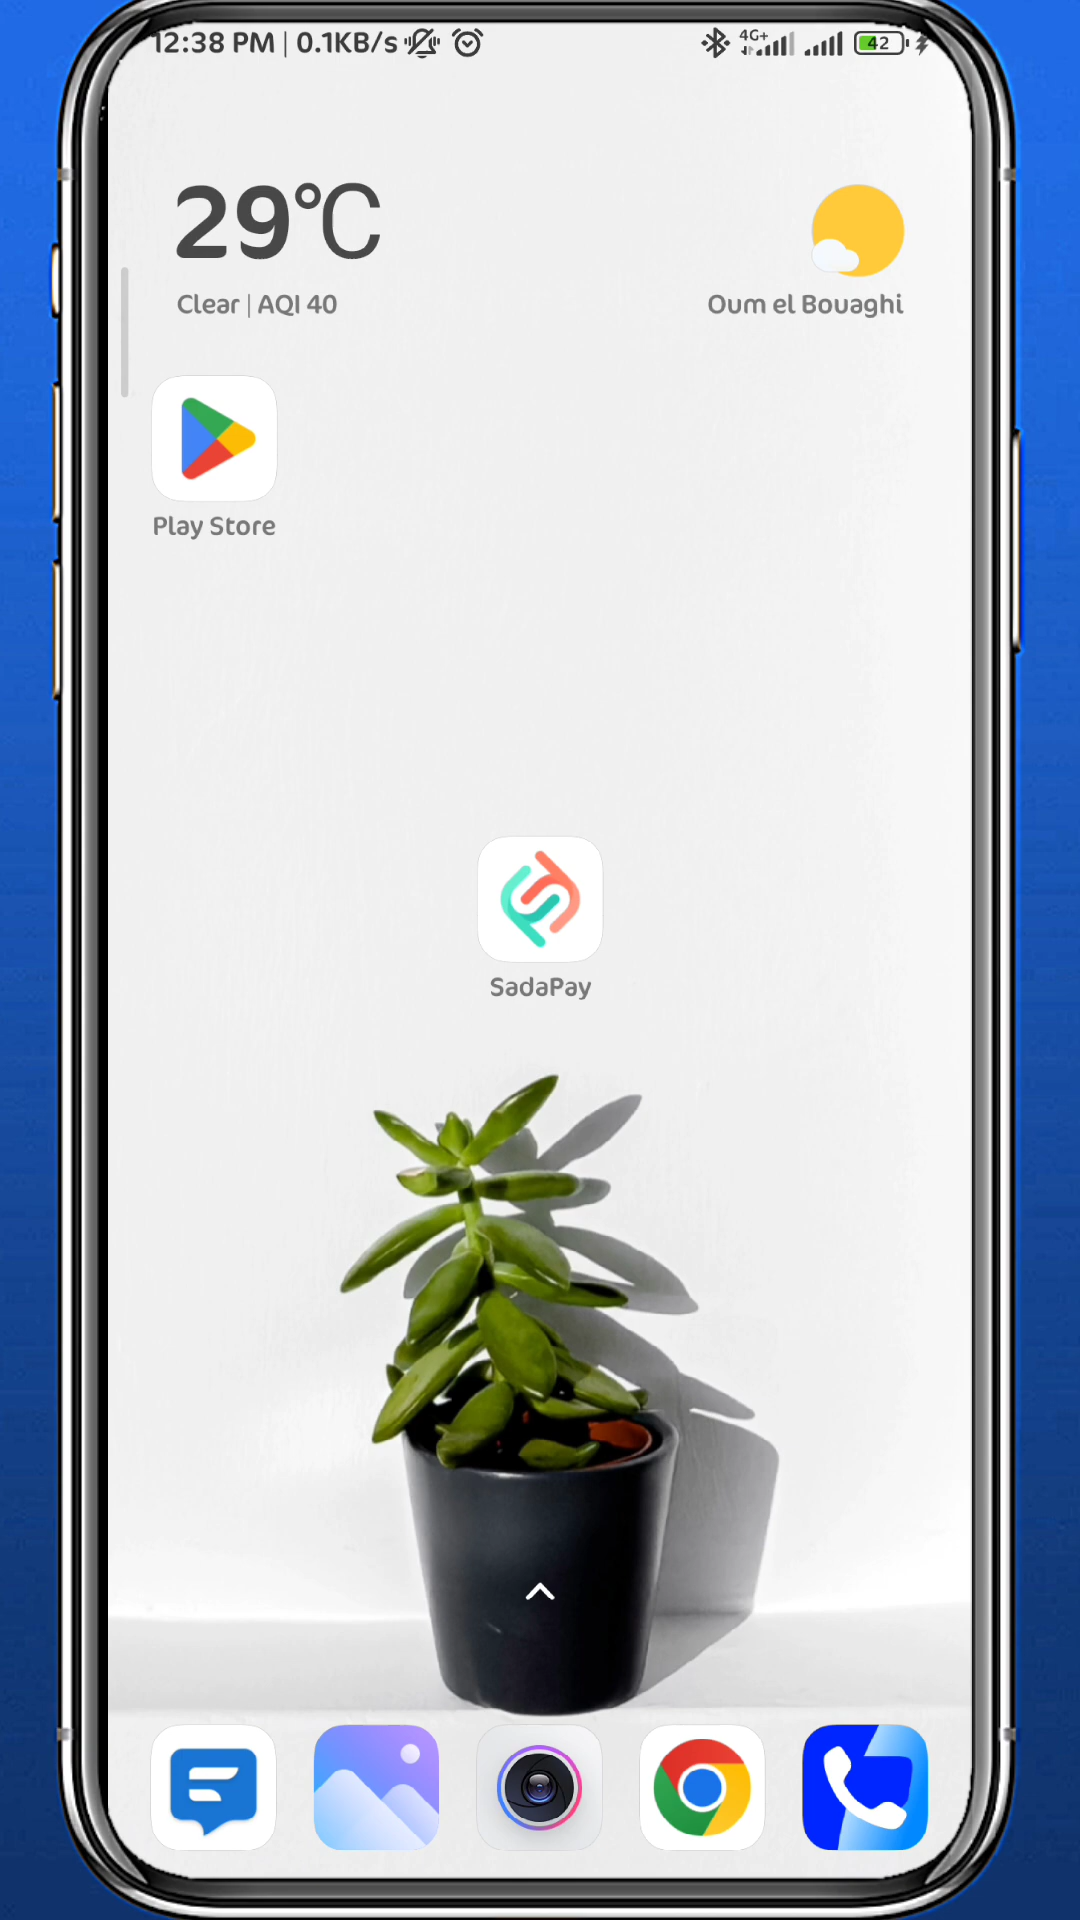 12:38 PM | 0.1KB/s
4G+
42
29°C
Clear | AQI 40
Oum el Bouaghi
Play Store
SadaPay